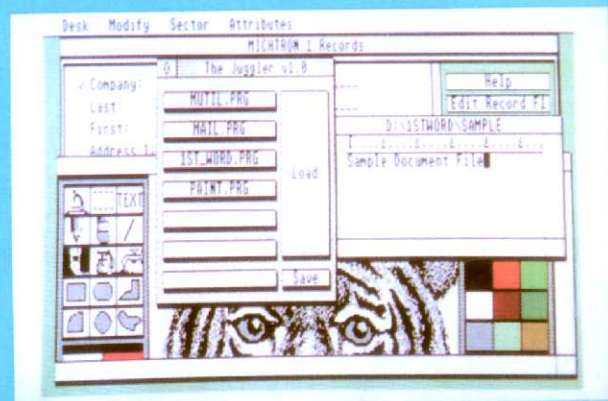 Desk Modify Sector Attributes
MICHTRON 1 Records
The Juggler v1.0
✓ Company:
Last
First:
Address
MUTIL.PRG
MAIL.PRG
1ST_WORD.PRG
PAINT.PRG
Load
Save
Help
Edit Record F1
D:\1STWORD\SAMPLE
Sample Document File
TEXT